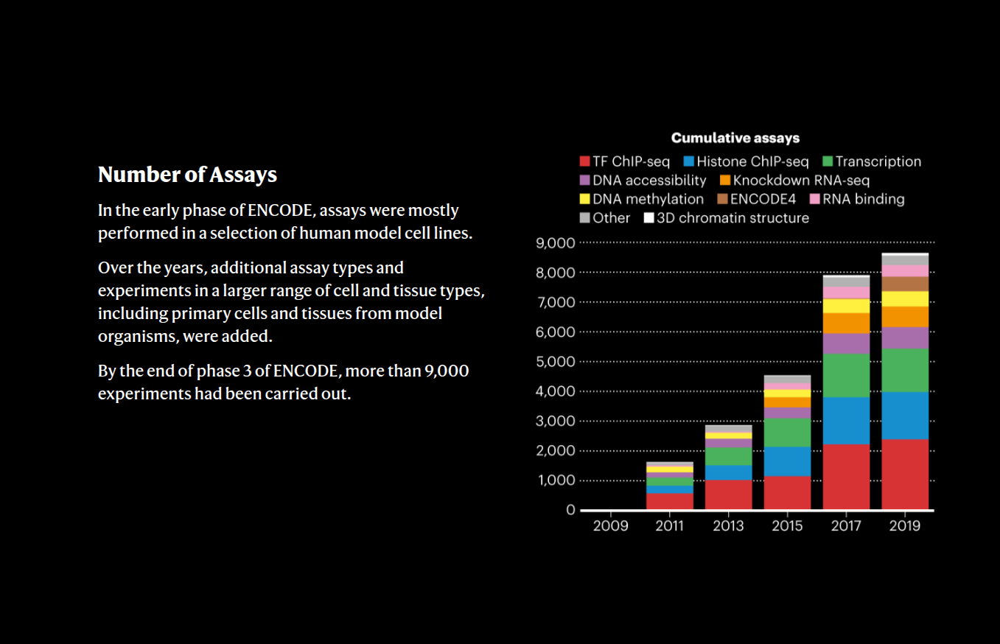 Number of Assays
In the early phase of ENCODE, assays were mostly
performed in a selection of human model cell lines.
Over the years, additional assay types and
experiments in a larger range of cell and tissue types,
including primary cells and tissues from model
organisms, were added.
By the end of phase 3 of ENCODE, more than 9,000
experiments had been carried out.
Cumulative assays
TF ChIP-seq Histone ChIP-seq Transcription
DNA accessibility Knockdown RNA-seq
DNA methylation ENCODE4 RNA binding
Other 3D chromatin structure
9,000
8,000
7,000
6,000
5,000
4,000
3,000
2,000
1,000
0
2009 2011 2013 2015 2017 2019